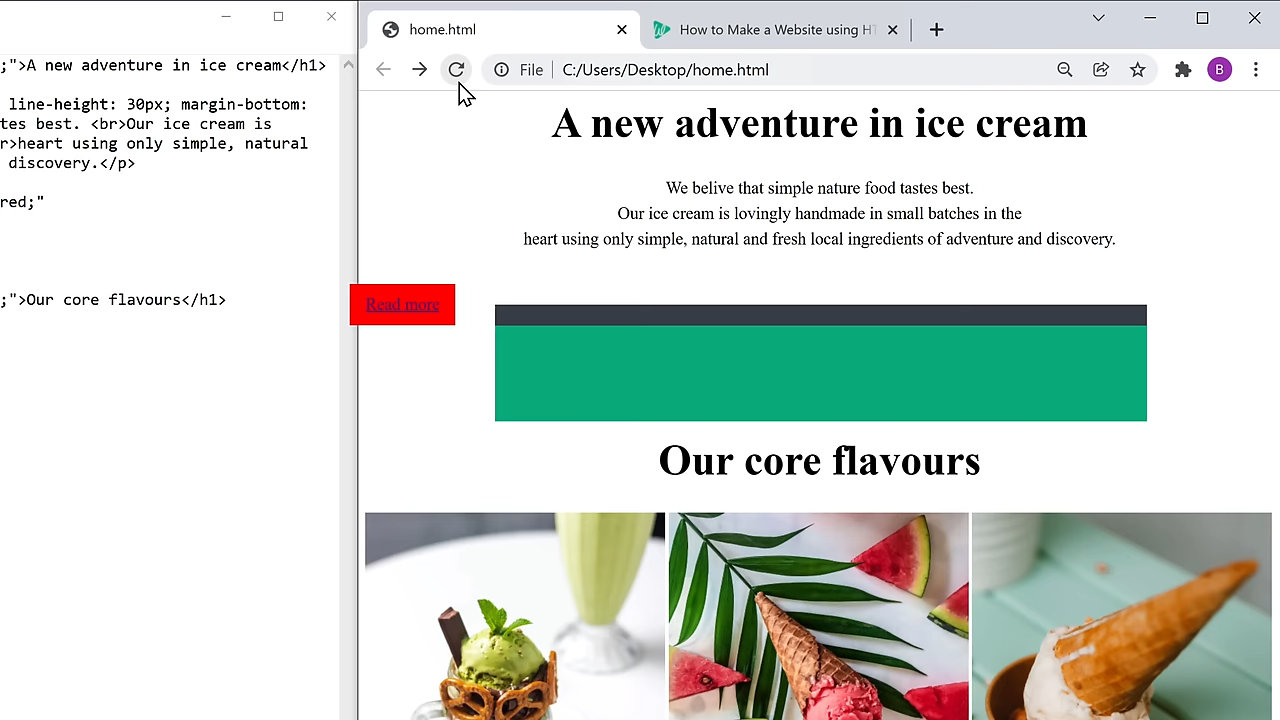 ;">A new adventure in ice cream</h1>
line-height: 30px; margin-bottom:
tes best. <br>Our ice cream is
r>heart using only simple, natural
discovery.</p>
red;"
;">Our core flavours</h1>
home.html
How to Make a Website using HT
File
C:/Users/Desktop/home.html
B
A new adventure in ice cream
We belive that simple nature food tastes best.
Our ice cream is lovingly handmade in small batches in the
heart using only simple, natural and fresh local ingredients of adventure and discovery.
Read more
Our core flavours